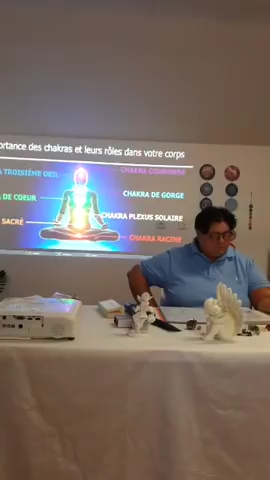 ortance des chakras et leurs rôles dans votre corps
A TROISIÈME OEIL
CHAKRA COURONNE
A DE COEUR
CHAKRA DE GORGE
SACRÉ
CHAKRA PLEXUS SOLAIRE
CHAKRA RACINE